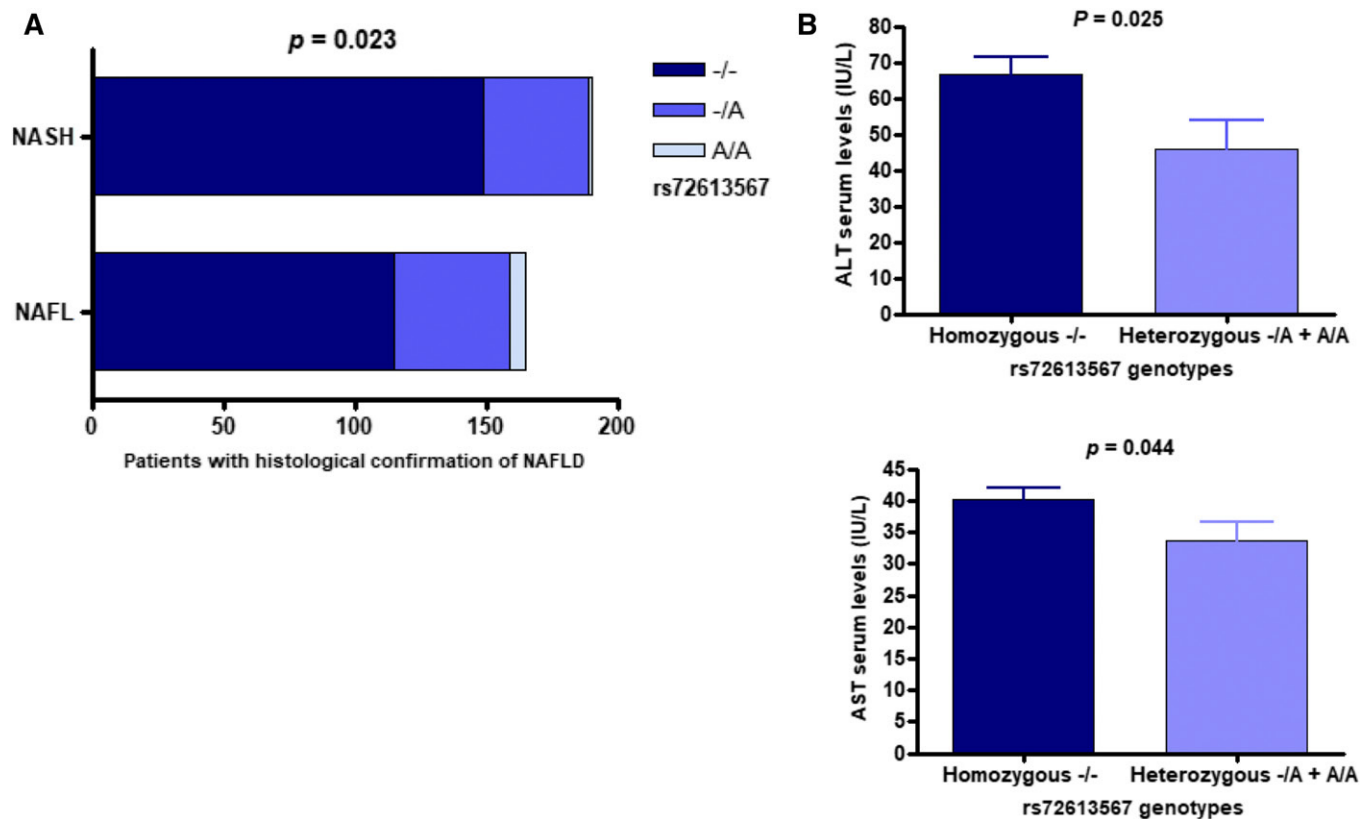 A
p = 0.023
NASH
NAFL
0 50 100 150 200
Patients with histological confirmation of NAFLD
-/-
-/A
A/A
rs72613567
B
P = 0.025
ALT serum levels (IU/L)
80
70
60
50
40
30
20
10
0
Homozygous -/- Heterozygous -/A + A/A
rs72613567 genotypes
p = 0.044
AST serum levels (IU/L)
45
40
35
30
25
20
15
10
5
0
Homozygous -/- Heterozygous -/A + A/A
rs72613567 genotypes